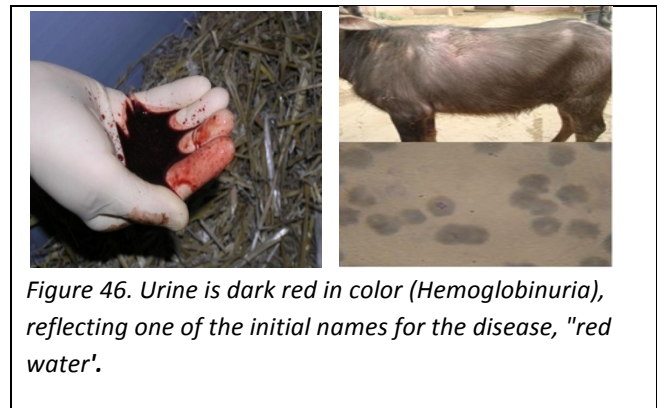 Figure 46. Urine is dark red in color (Hemoglobinuria),
reflecting one of the initial names for the disease, "red
water'.